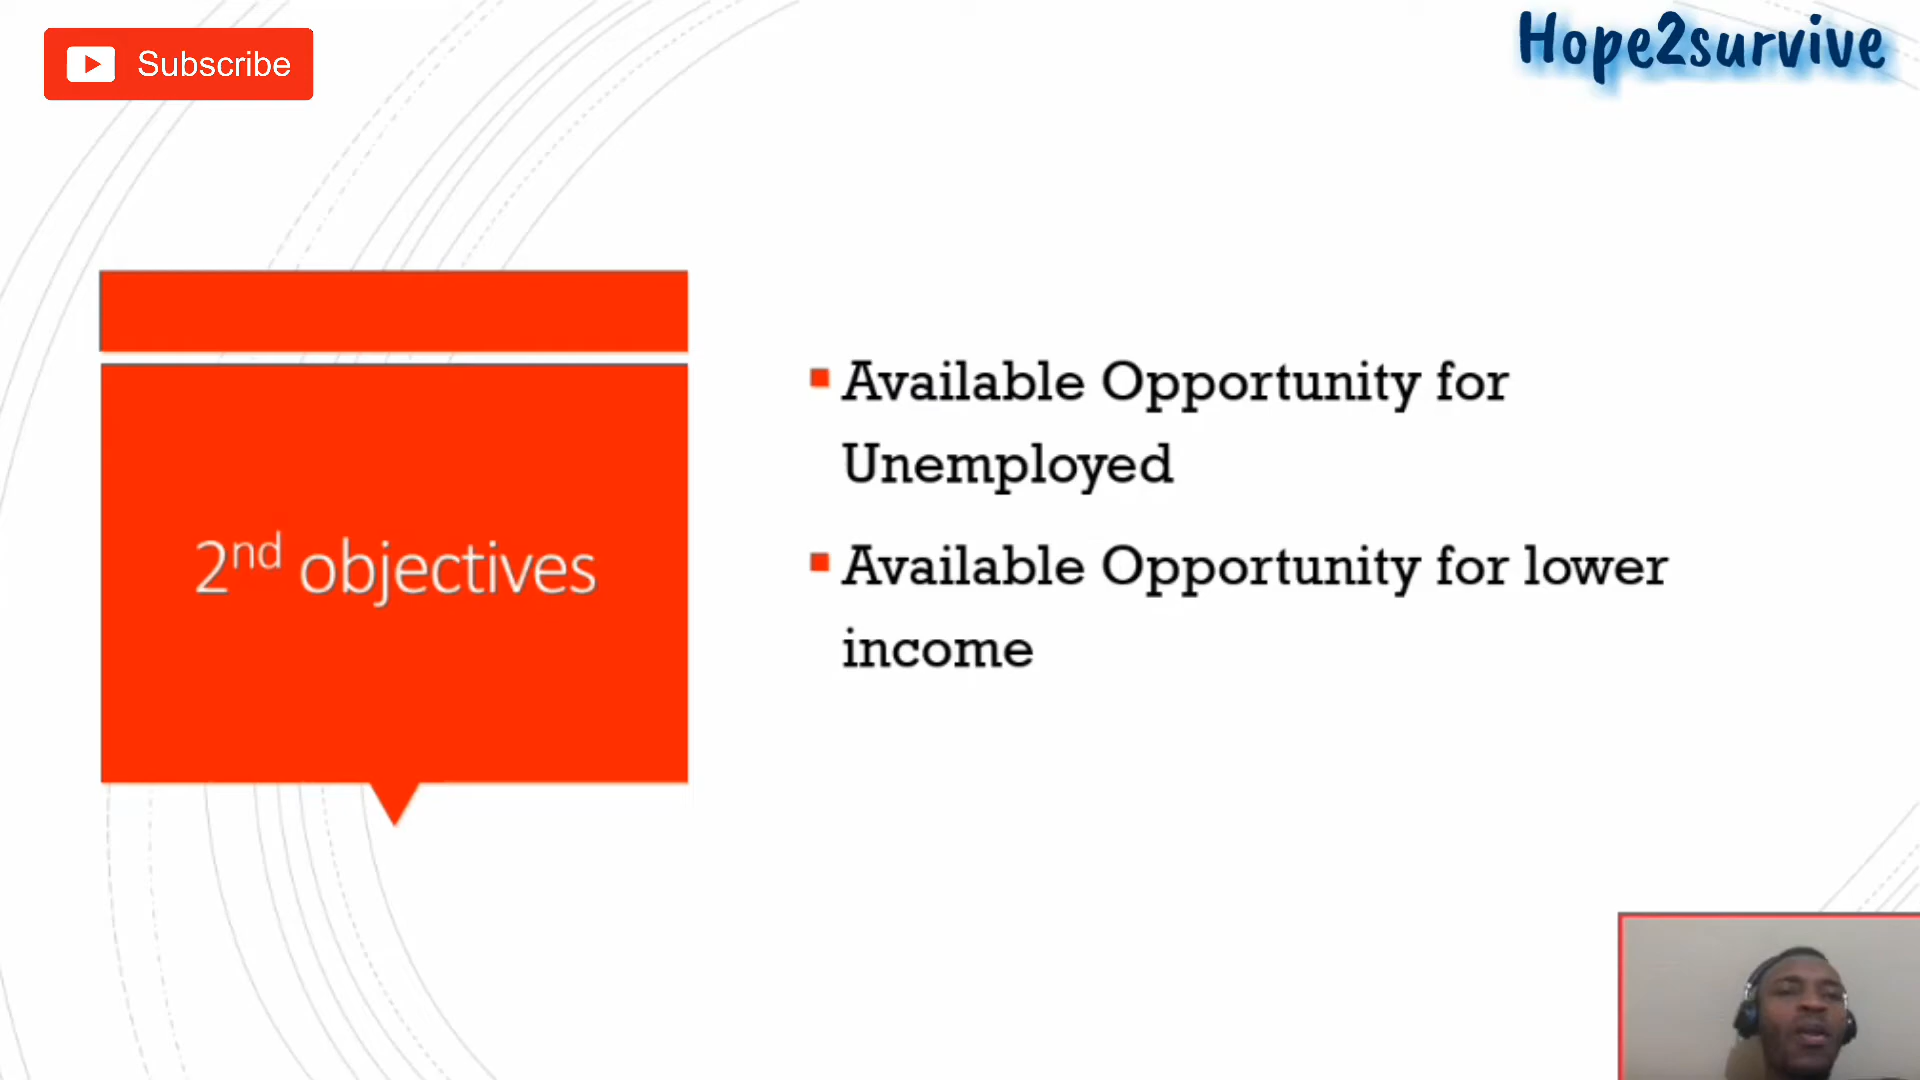 Subscribe
Hope2survive
2nd objectives
Available Opportunity for
Unemployed
Available Opportunity for lower
income